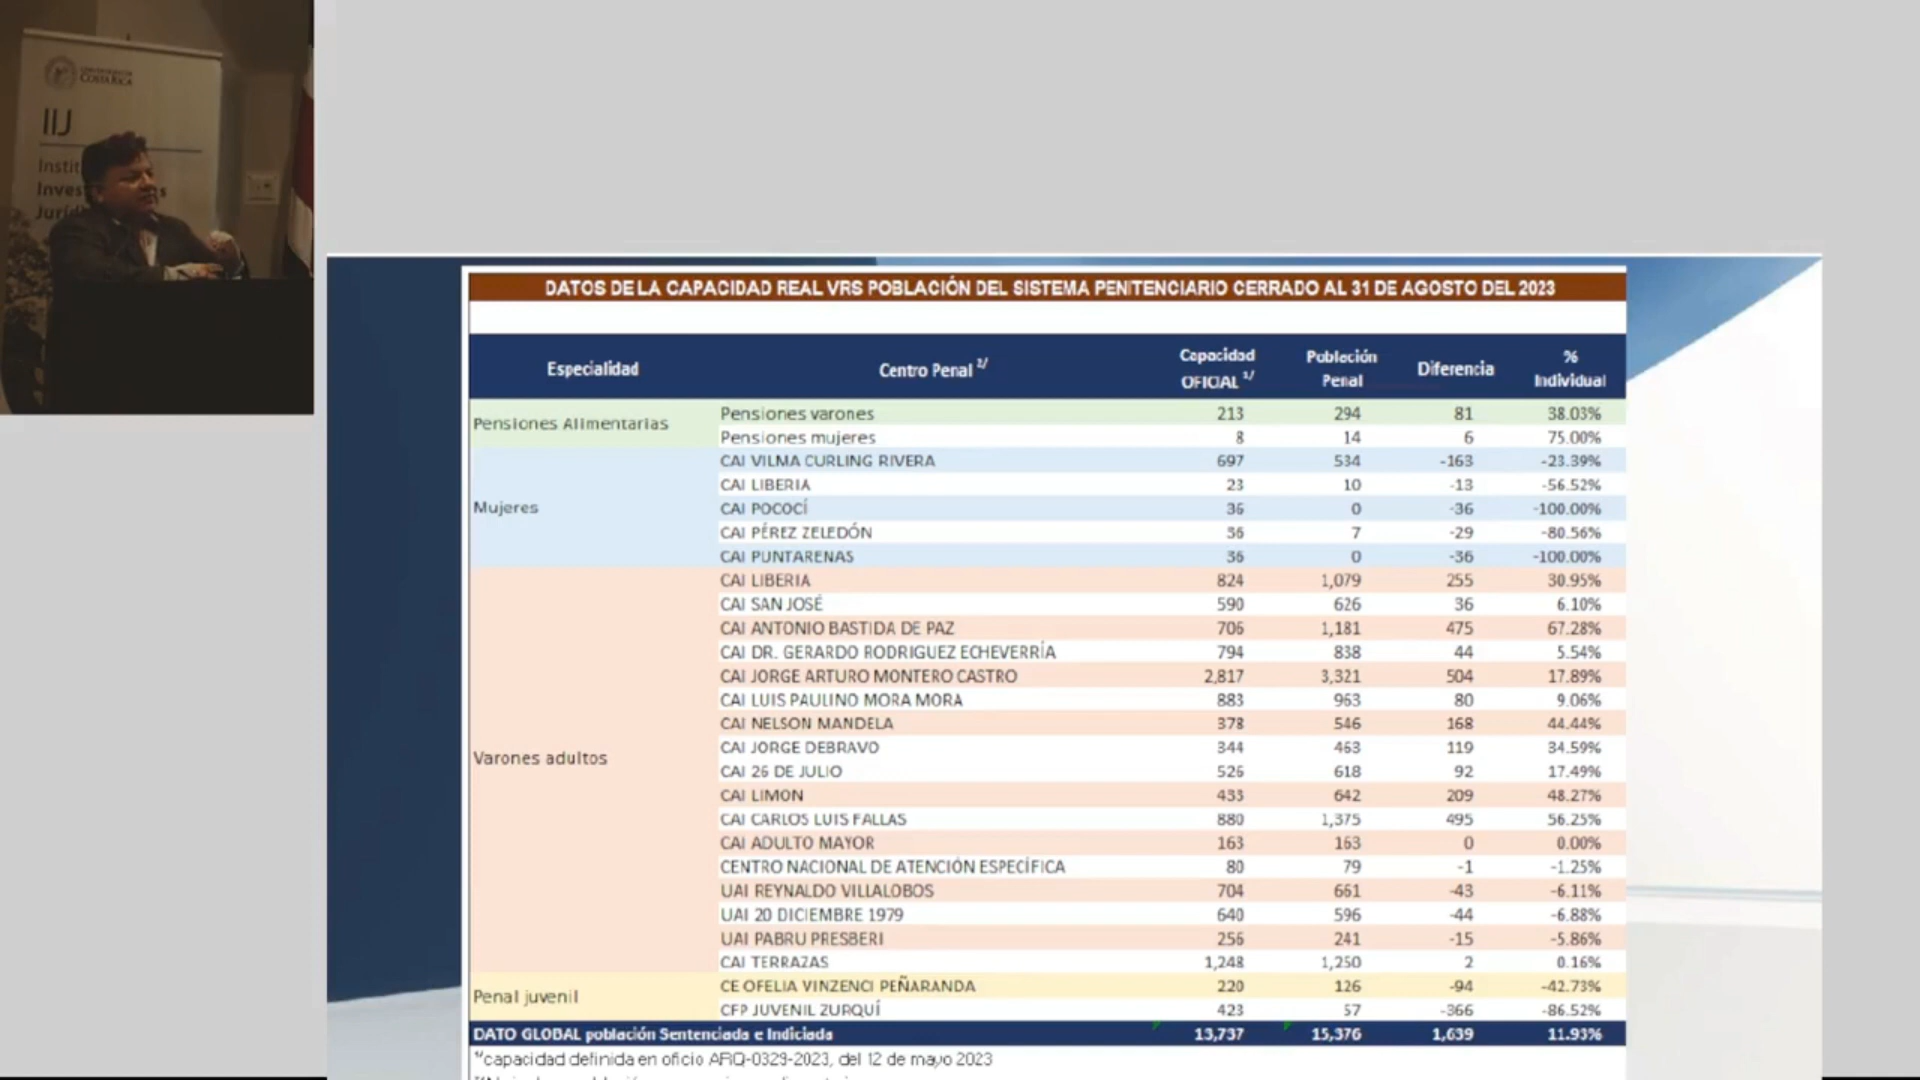 COSTA RICA
IIJ
DATOS DE LA CAPACIDAD REAL VRS POBLACIÓN DEL SISTEMA PENITENCIARIO CERRADO AL 31 DE AGOSTO DEL 2023
Especialidad Centro Penal 1/ Capacidad OFICIAL 1/ Población Penal Diferencia % Individual
Pensiones Alimentarias
Pensiones varones 213 294 81 38.03%
Pensiones mujeres 8 14 6 75.00%
Mujeres
CAI VILMA CURLING RIVERA 697 534 -163 -23.39%
CAI LIBERIA 23 10 -13 -56.52%
CAI POCOCÍ 36 0 -36 -100.00%
CAI PÉREZ ZELEDÓN 36 7 -29 -80.56%
CAI PUNTARENAS 36 0 -36 -100.00%
Varones adultos
CAI LIBERIA 824 1,079 255 30.95%
CAI SAN JOSÉ 590 626 36 6.10%
CAI ANTONIO BASTIDA DE PAZ 706 1,181 475 67.28%
CAI DR. GERARDO RODRIGUEZ ECHEVERRÍA 794 838 44 5.54%
CAI JORGE ARTURO MONTERO CASTRO 2,817 3,321 504 17.89%
CAI LUIS PAULINO MORA MORA 883 963 80 9.06%
CAI NELSON MANDELA 378 546 168 44.44%
CAI JORGE DEBRAVO 344 463 119 34.59%
CAI 26 DE JULIO 526 618 92 17.49%
CAI LIMON 433 642 209 48.27%
CAI CARLOS LUIS FALLAS 880 1,375 495 56.25%
CAI ADULTO MAYOR 163 163 0 0.00%
CENTRO NACIONAL DE ATENCIÓN ESPECÍFICA 80 79 -1 -1.25%
UAI REYNALDO VILLALOBOS 704 661 -43 -6.11%
UAI 20 DICIEMBRE 1979 640 596 -44 -6.88%
UAI PABRU PRESBERI 256 241 -15 -5.86%
CAI TERRAZAS 1,248 1,250 2 0.16%
Penal juvenil
CE OFELIA VINZENCI PEÑARANDA 220 126 -94 -42.73%
CFP JUVENIL ZURQUÍ 423 57 -366 -86.52%
DATO GLOBAL población Sentenciada e Indiciada 13,737 15,376 1,639 11.93%
1/capacidad definida en oficio ARQ-0329-2023, del 12 de mayo 2023